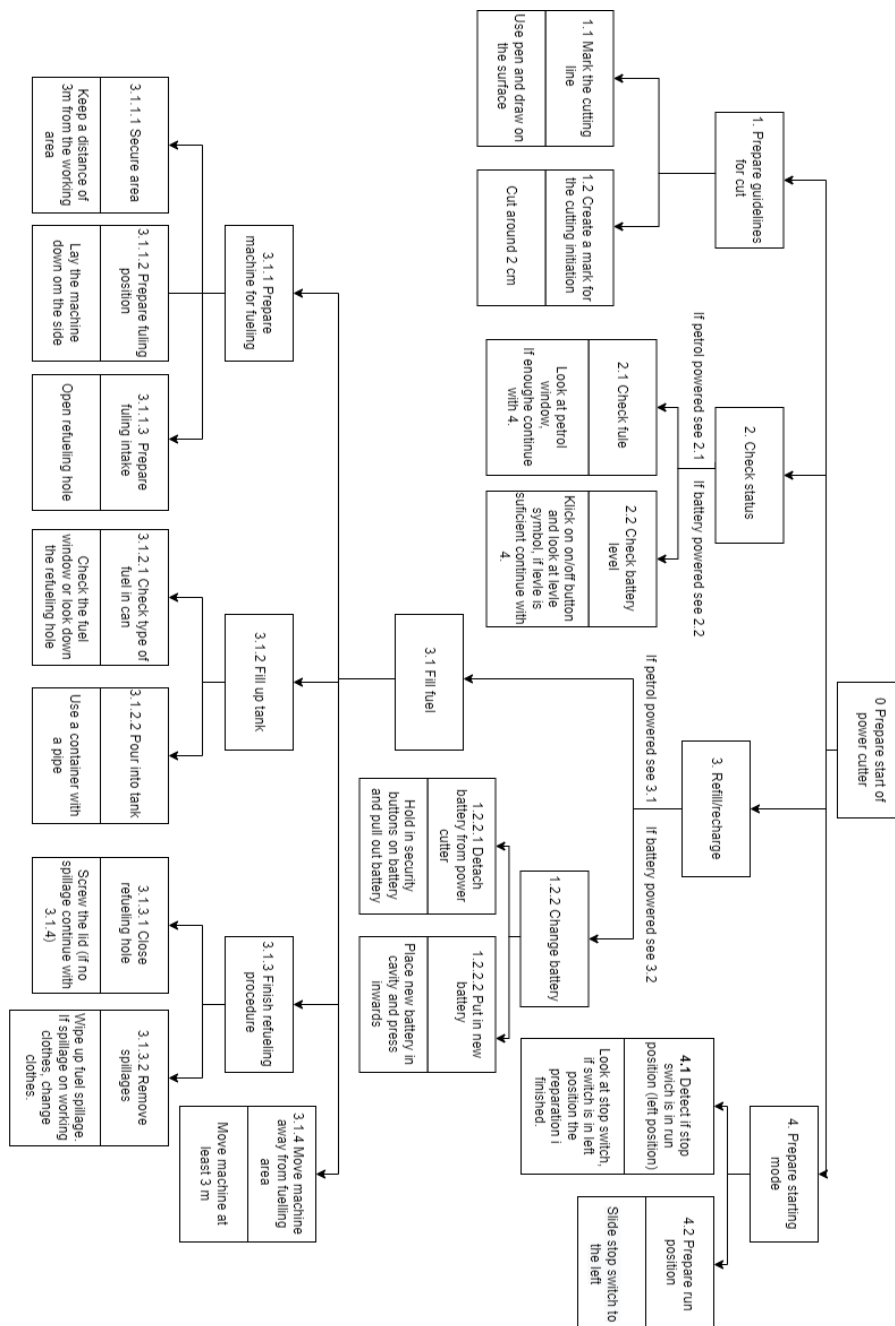 0 Prepare start of
power cutter
1. Prepare guidelines
for cut
1.1 Mark the cutting
line
Use pen and draw on
the surface
1.2 Create a mark for
the cutting initiation
Cut around 2 cm
2. Check status
If petrol powered see 2.1
If battery powered see 2.2
2.1 Check fule
Look at petrol
window,
If enoughe continue
with 4.
2.2 Check battery
level
Klick on on/off button
and look at levle
symbol, if levle is
suficient continue with
4.
3. Refill/recharge
If petrol powered see 3.1
If battery powered see 3.2
3.1 Fill fuel
3.1.1 Prepare
machine for fueling
3.1.1.1 Secure area
Keep a distance of
3m from the working
area
3.1.1.2 Prepare fuling
position
Lay the machine
down om the side
3.1.1.3 Prepare
fuling intake
Open refueling hole
3.1.2 Fill up tank
3.1.2.1 Check type of
fuel in can
Check the fuel
window or look down
the refueling hole
3.1.2.2 Pour into tank
Use a container with
a pipe
3.1.3 Finish refueling
procedure
3.1.3.1 Close
refueling hole
Screw the lid (if no
spillage continue with
3.1.4)
3.1.3.2 Remove
spillages
Wipe up fuel spillage.
If spillage on working
clothes, change
clothes.
3.1.4 Move machine
away from fuelling
area
Move machine at
least 3 m
1.2.2 Change battery
1.2.2.1 Detach
battery from power
cutter
Hold in security
buttons on battery
and pull out battery
1.2.2.2 Put in new
battery
Place new battery in
cavity and press
inwards
4. Prepare starting
mode
4.1 Detect if stop
swich is in run
position (left position)
Look at stop switch,
if switch is in left
position the
preparation i
finished.
4.2 Prepare run
position
Slide stop switch to
the left